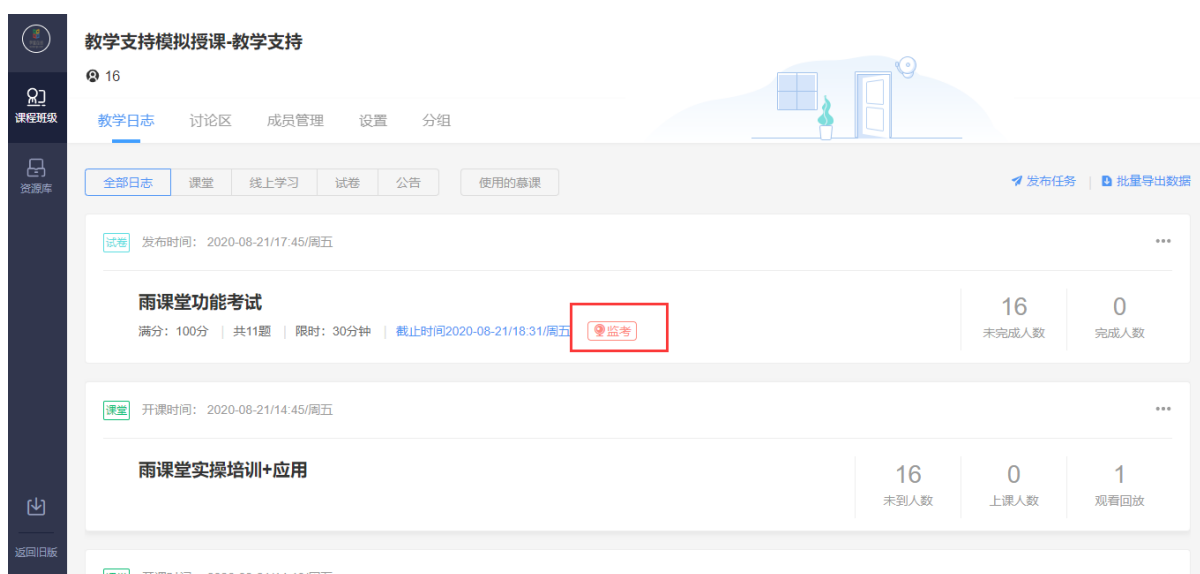 教学支持模拟授课-教学支持
16
课程班级
教学日志 讨论区 成员管理 设置 分组
资源库
全部日志 课堂 线上学习 试卷 公告 使用的慕课 发布任务 批量导出数据
试卷 发布时间： 2020-08-21/17:45/周五
雨课堂功能考试
满分：100分 共11题 限时：30分钟 截止时间2020-08-21/18:31/周五 监考
16 0
未完成人数 完成人数
课堂 开课时间： 2020-08-21/14:45/周五
雨课堂实操培训+应用
16 0 1
未到人数 上课人数 观看回放
返回旧版